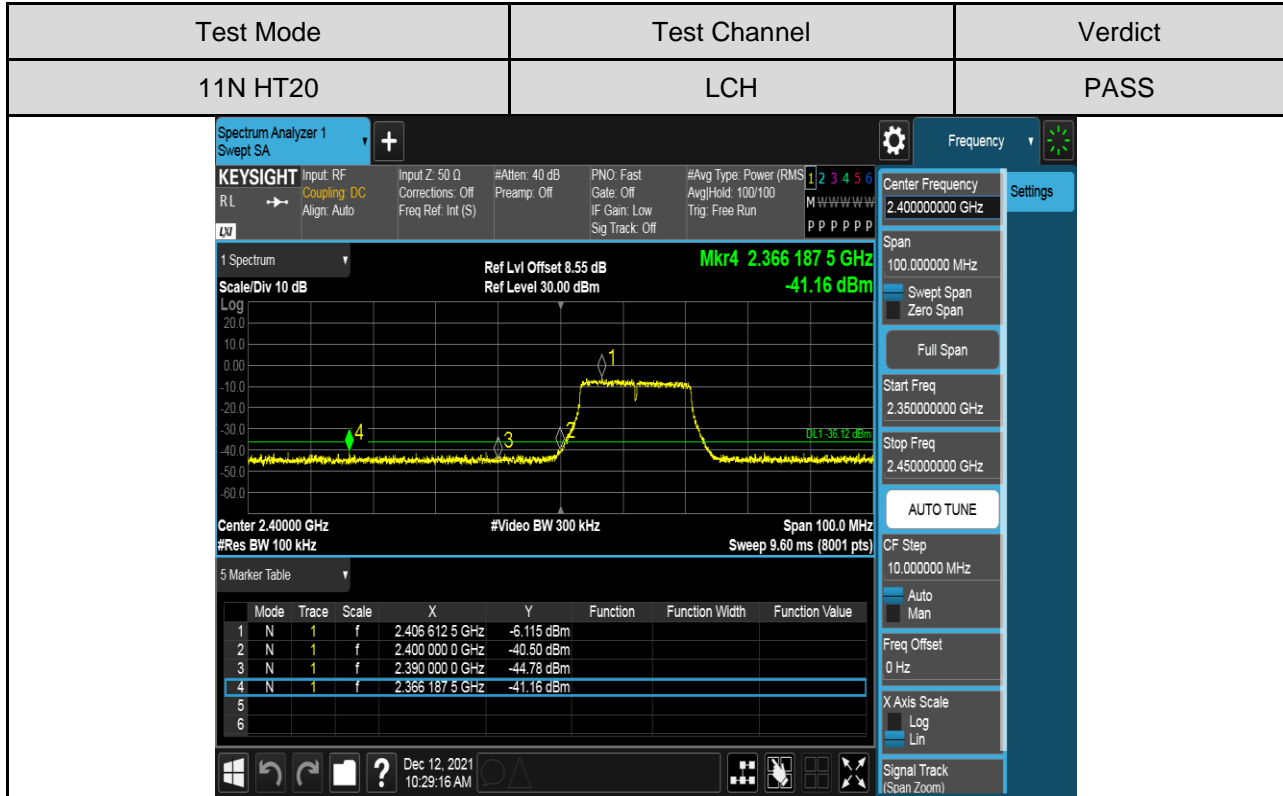 Test Mode Test Channel Verdict
11N HT20 LCH PASS
Spectrum Analyzer 1
Swept SA
+
Frequency
KEYSIGHT Input: RF Input Z: 50 Ω #Atten: 40 dB PNO: Fast #Avg Type: Power (RMS 1 2 3 4 5 6
RL Coupling: DC Corrections: Off Preamp: Off Gate: Off Avg|Hold: 100/100 M W W W W W
Align: Auto Freq Ref: Int (S) IF Gain: Low Trig: Free Run
LXI Sig Track: Off P P P P P P
Center Frequency
2.400000000 GHz
Settings
1 Spectrum
Ref Lvl Offset 8.55 dB Mkr4 2.366 187 5 GHz
Scale/Div 10 dB Ref Level 30.00 dBm -41.16 dBm
Log
20.0
10.0
0.00
-10.0
-20.0
-30.0
-40.0
-50.0
-60.0
1
2
3
4
DL1 -36.12 dBm
Center 2.40000 GHz #Video BW 300 kHz Span 100.0 MHz
#Res BW 100 kHz Sweep 9.60 ms (8001 pts)
5 Marker Table
Mode Trace Scale X Y Function Function Width Function Value
1 N 1 f 2.406 612 5 GHz -6.115 dBm
2 N 1 f 2.400 000 0 GHz -40.50 dBm
3 N 1 f 2.390 000 0 GHz -44.78 dBm
4 N 1 f 2.366 187 5 GHz -41.16 dBm
5
6
Span
100.000000 MHz
Swept Span
Zero Span
Full Span
Start Freq
2.350000000 GHz
Stop Freq
2.450000000 GHz
AUTO TUNE
CF Step
10.000000 MHz
Auto
Man
Freq Offset
0 Hz
X Axis Scale
Log
Lin
Signal Track
(Span Zoom)
?
Dec 12, 2021
10:29:16 AM